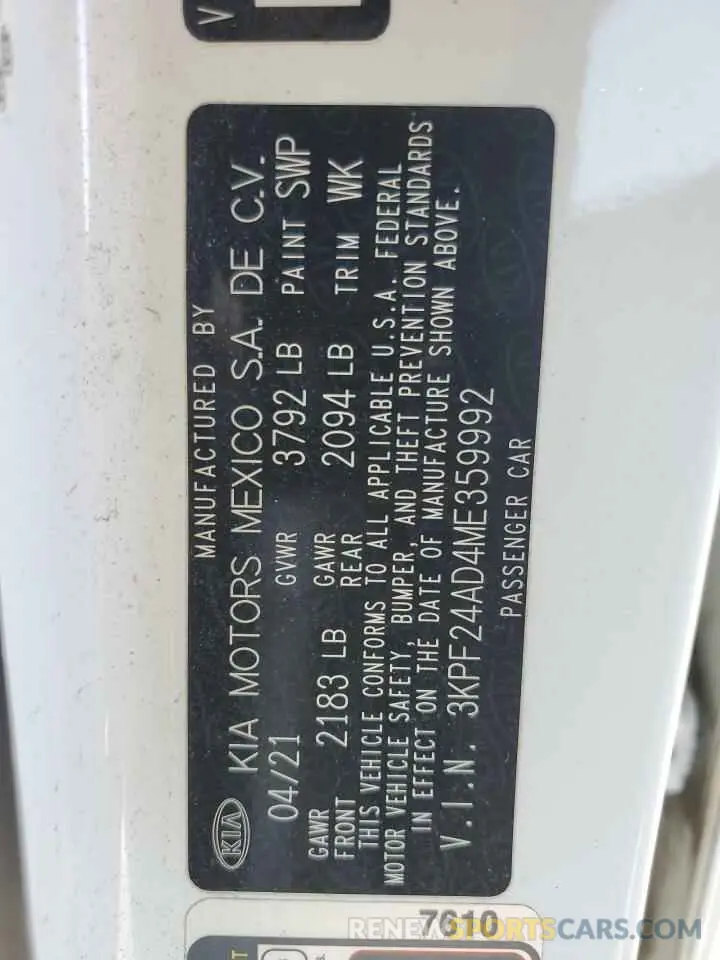 V
MANUFACTURED BY
KIA KIA MOTORS MEXICO S.A. DE C.V.
04/21 GVWR 3792 LB PAINT SWP
GAWR FRONT 2183 LB GAWR REAR 2094 LB TRIM WK
THIS VEHICLE CONFORMS TO ALL APPLICABLE U.S.A. FEDERAL
MOTOR VEHICLE SAFETY, BUMPER, AND THEFT PREVENTION STANDARDS
IN EFFECT ON THE DATE OF MANUFACTURE SHOWN ABOVE.
V.I.N. 3KPF24AD4ME359992
PASSENGER CAR
7610
RENEWSPORTSCARS.COM